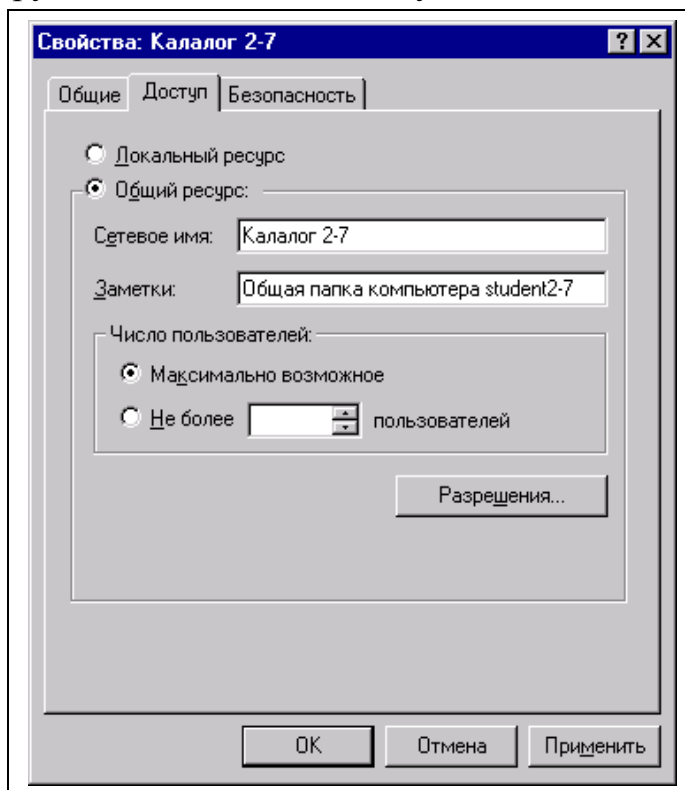 Свойства: Калалог 2-7
Общие Доступ Безопасность
Локальный ресурс
Общий ресурс:
Сетевое имя: Калалог 2-7
Заметки: Общая папка компьютера student2-7
Число пользователей:
Максимально возможное
Не более пользователей
Разрешения...
OK Отмена Применить